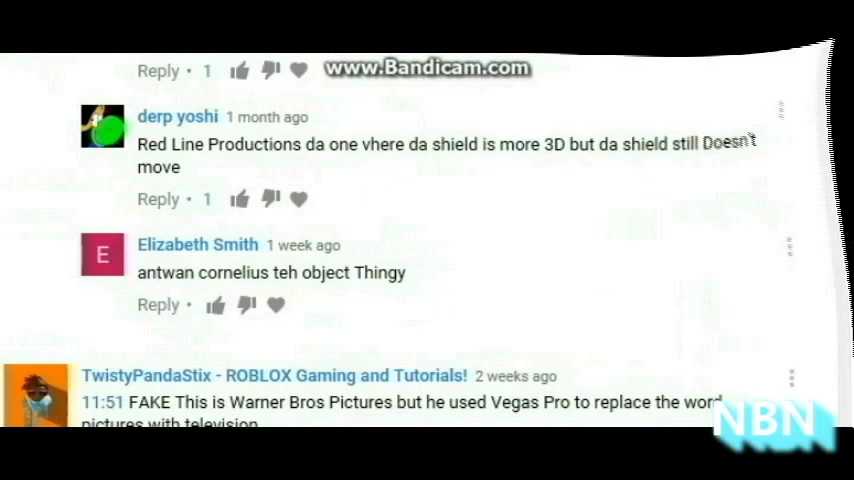 Reply • 1
www.Bandicam.com
derp yoshi 1 month ago
Red Line Productions da one vhere da shield is more 3D but da shield still Doesn't
move
Reply • 1
E
Elizabeth Smith 1 week ago
antwan cornelius teh object Thingy
Reply •
TwistyPandaStix - ROBLOX Gaming and Tutorials! 2 weeks ago
11:51 FAKE This is Warner Bros Pictures but he used Vegas Pro to replace the word
pictures with television
NBN